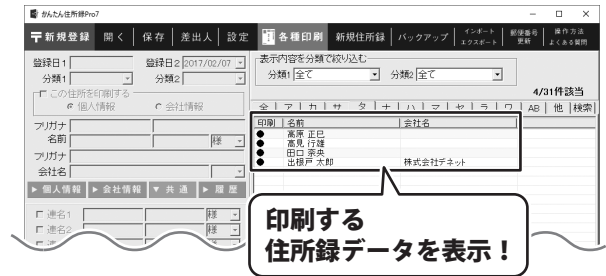 かんたん住所録Pro7
〒新規登録 開く 保存 差出人 設定 各種印刷 新規住所録 バックアップ インポート エクスポート 郵便番号更新 操作方法 よくある質問
登録日1 登録日2 2017/02/07
分類1 分類2
表示内容を分類で絞り込む
分類1 全て 分類2 全て
4/31件該当
この住所を印刷する
個人情報 会社情報
全 ア カ サ タ ナ ハ マ ヤ ラ ワ AB 他 検索
フリガナ
名前 様
フリガナ
会社名
▶ 個人情報 ▶ 会社情報 ▼ 共通 ▶ 履歴
連名1 様
連名2 様
印刷 名前 会社名
● 高原 正巳
● 高見 行雄
● 田口 奈央
● 出根戸 太郎 株式会社デネット
印刷する
住所録データを表示！